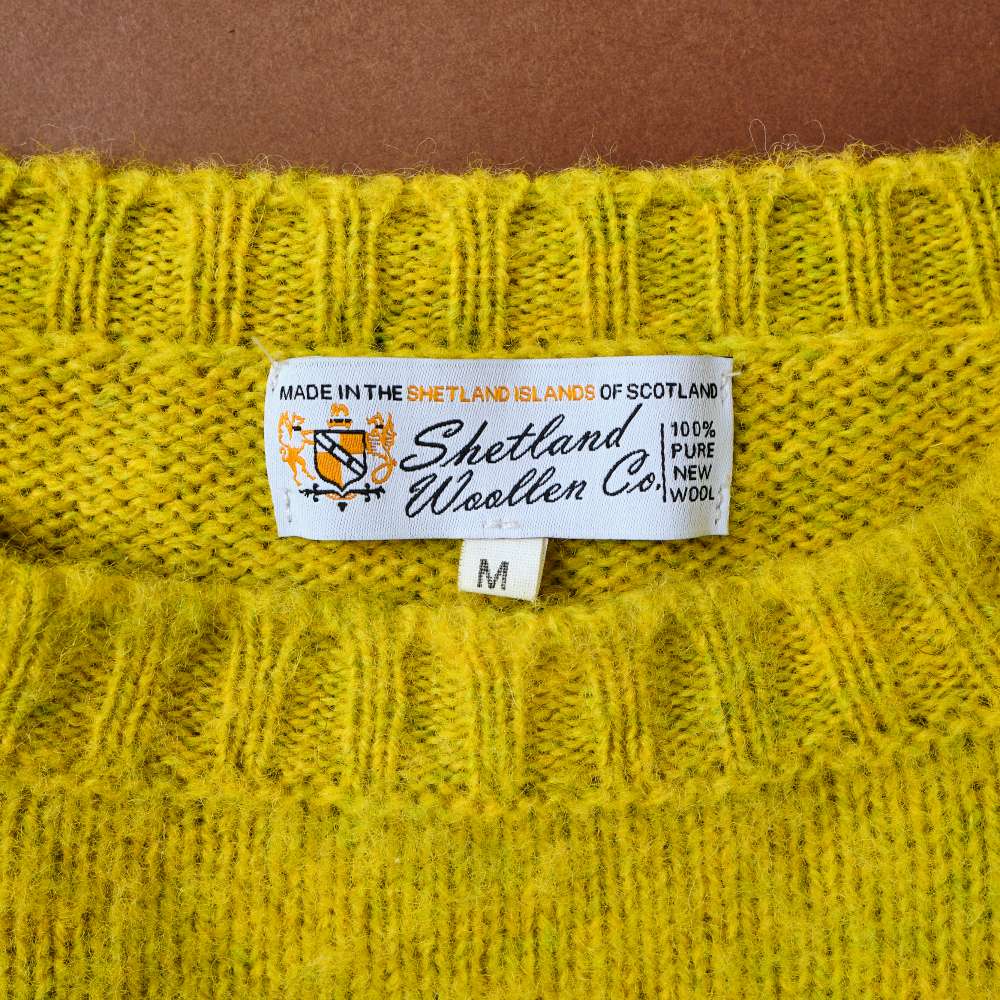 MADE IN THE SHETLAND ISLANDS OF SCOTLAND
Shetland
Woollen Co.
100%
PURE
NEW
WOOL
M